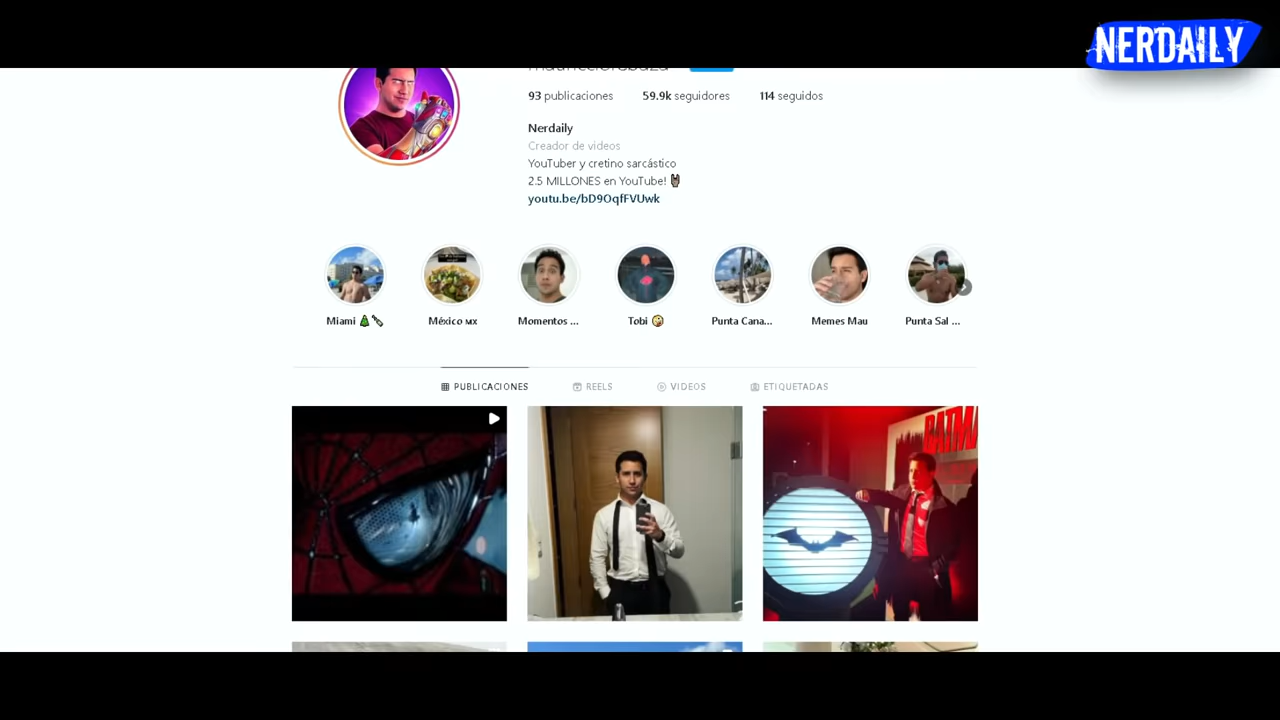 NERDAILY
93 publicaciones 59.9k seguidores 114 seguidos
Nerdaily
Creador de videos
YouTuber y cretino sarcástico
2.5 MILLONES en YouTube! 🤘
youtu.be/bD9OqfFVUwk
Miami 🎄🍾 México ᴍx Momentos ... Tobi 🤪 Punta Cana... Memes Mau Punta Sal ...
PUBLICACIONES REELS VIDEOS ETIQUETADAS